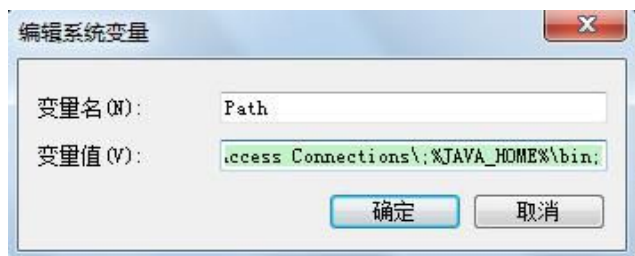 编辑系统变量
变量名(N): Path
变量值(V): ccess Connections\;%JAVA_HOME%\bin;
确定 取消